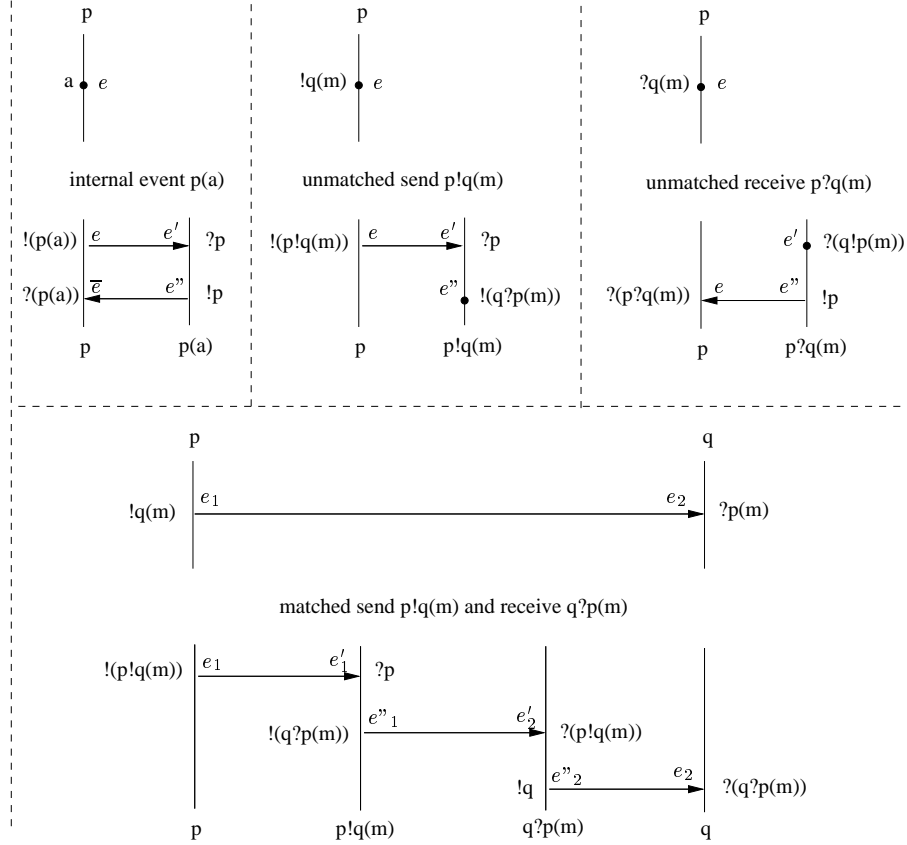 p
a e
internal event p(a)
!(p(a)) e e′ ?p
?(p(a)) e̅ e” !p
p p(a)
p
!q(m) e
unmatched send p!q(m)
!(p!q(m)) e e′ ?p
e” !(q?p(m))
p p!q(m)
p
?q(m) e
unmatched receive p?q(m)
e′ ?(q!p(m))
?(p?q(m)) e e” !p
p p?q(m)
p q
!q(m) e₁ e₂ ?p(m)
matched send p!q(m) and receive q?p(m)
!(p!q(m)) e₁ e′₁ ?p
!(q?p(m)) e”₁ e′₂ ?(p!q(m))
!q e”₂ e₂ ?(q?p(m))
p p!q(m) q?p(m) q